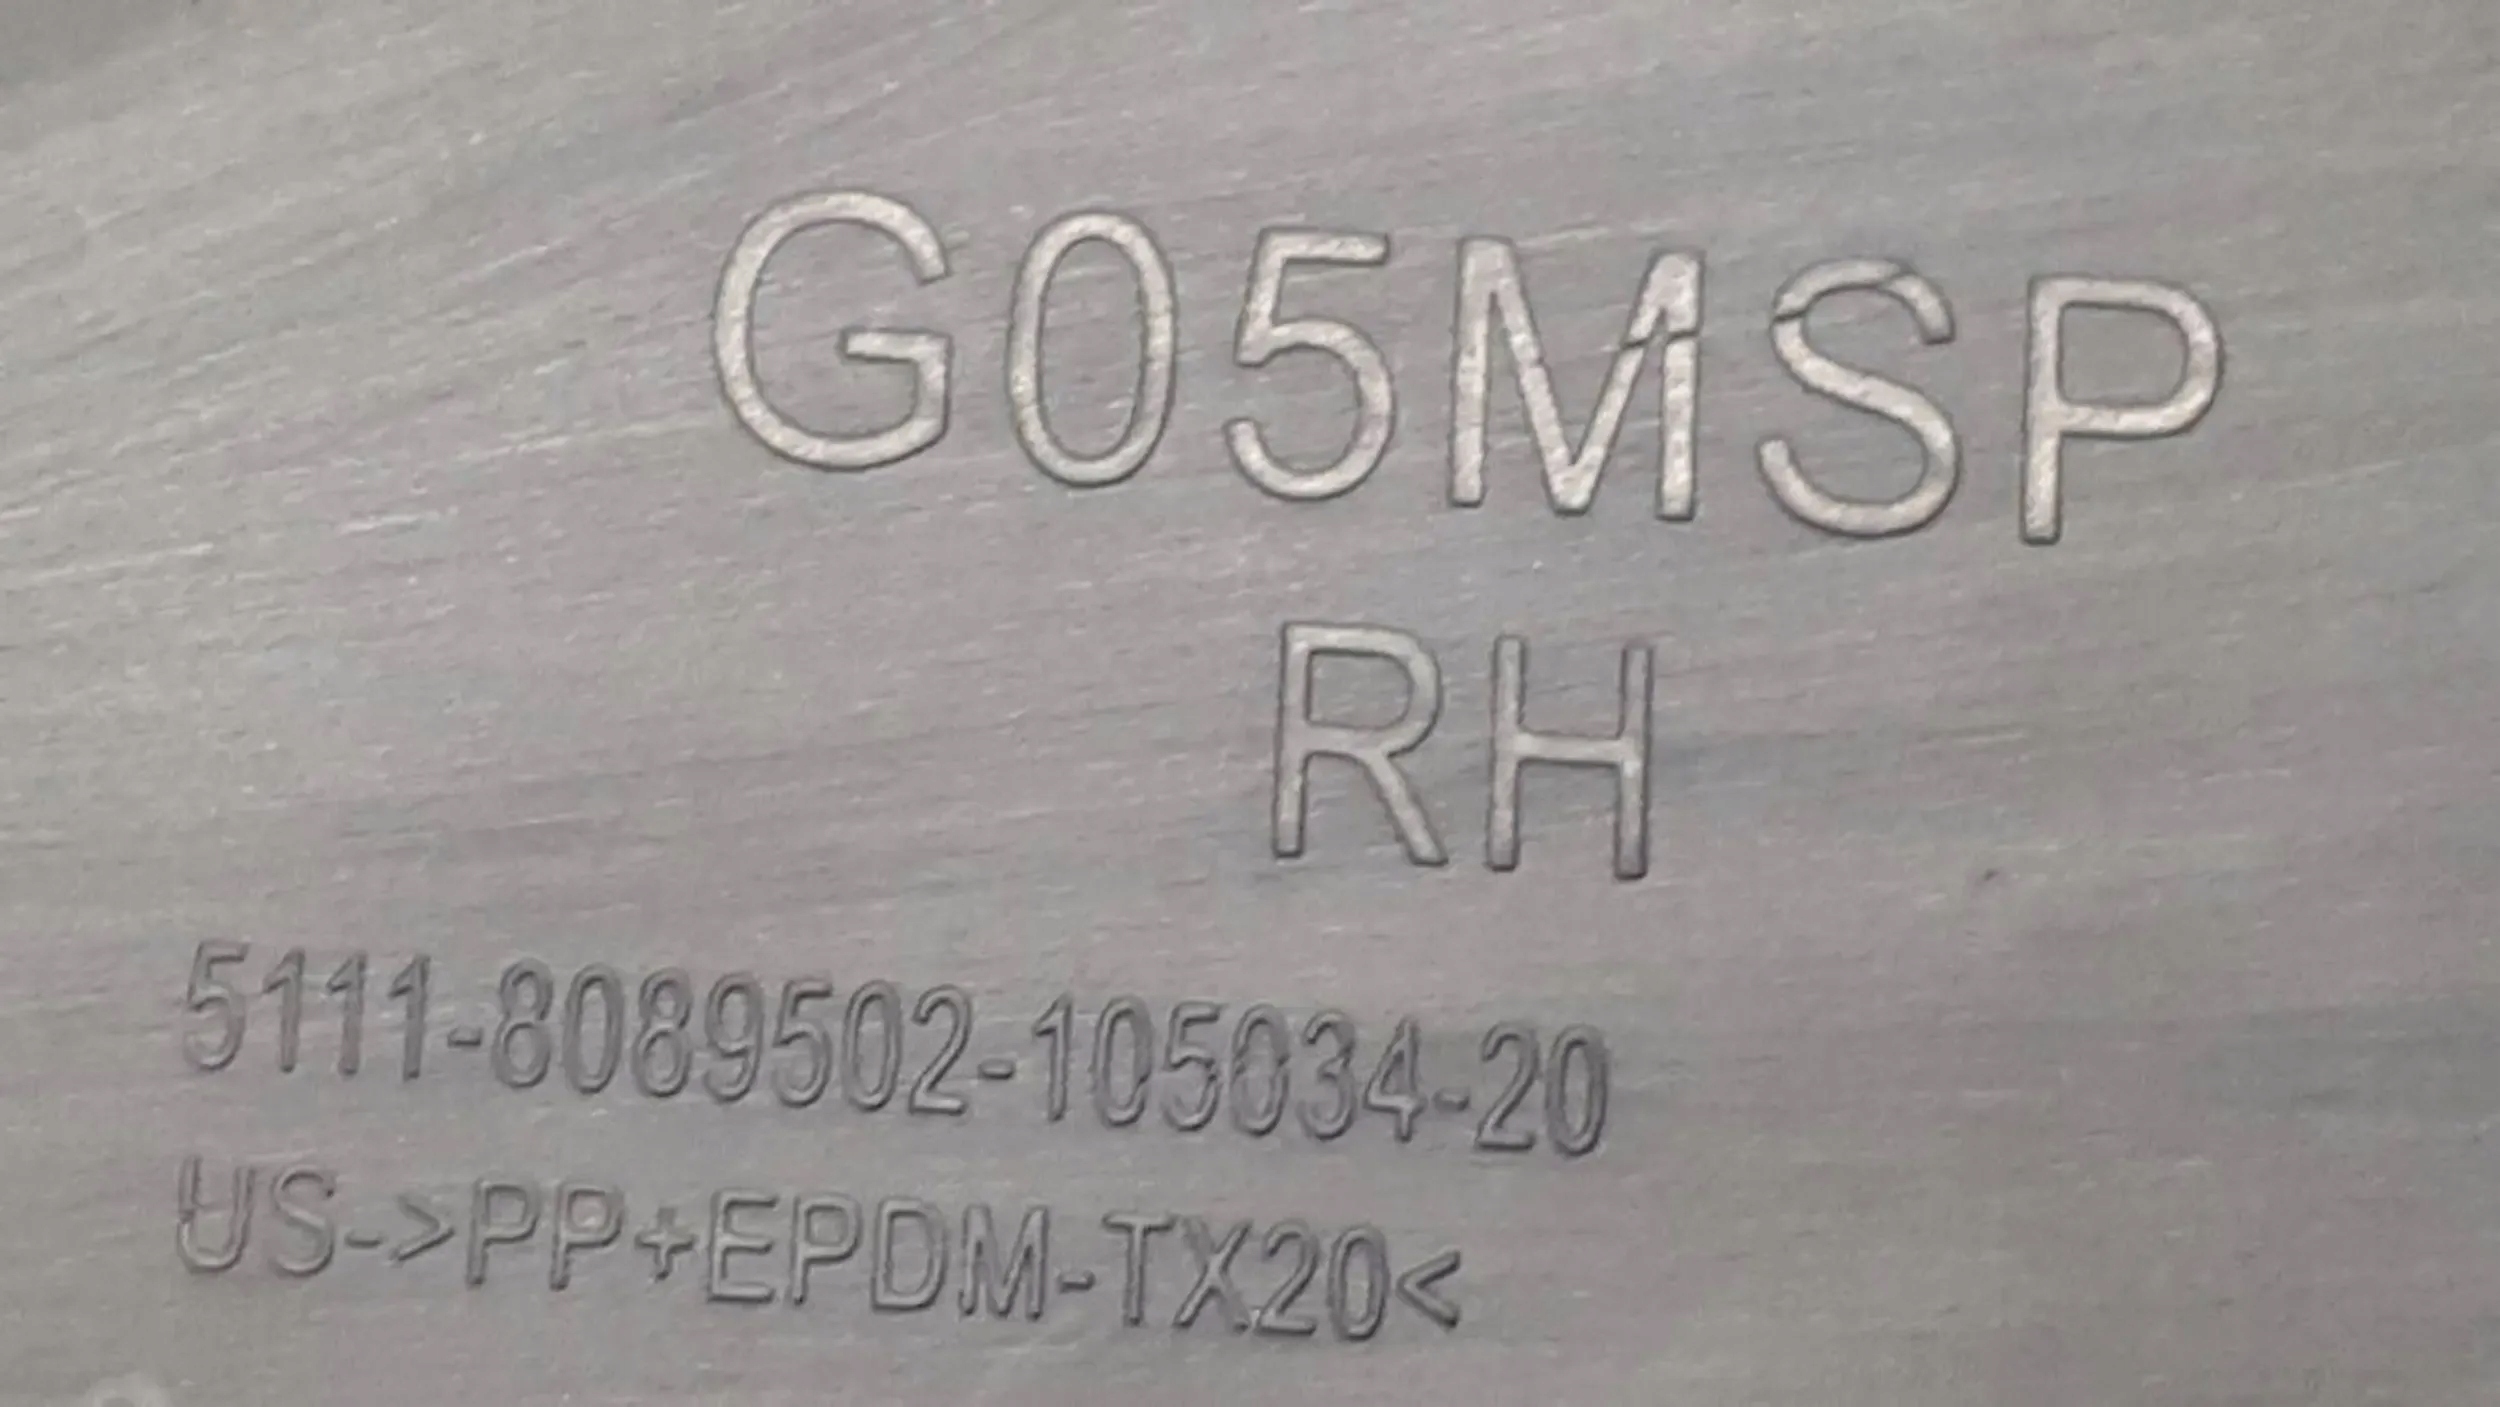 G05MSP
RH
5111-8089502-105034-20
US->PP+EPDM-TX20<